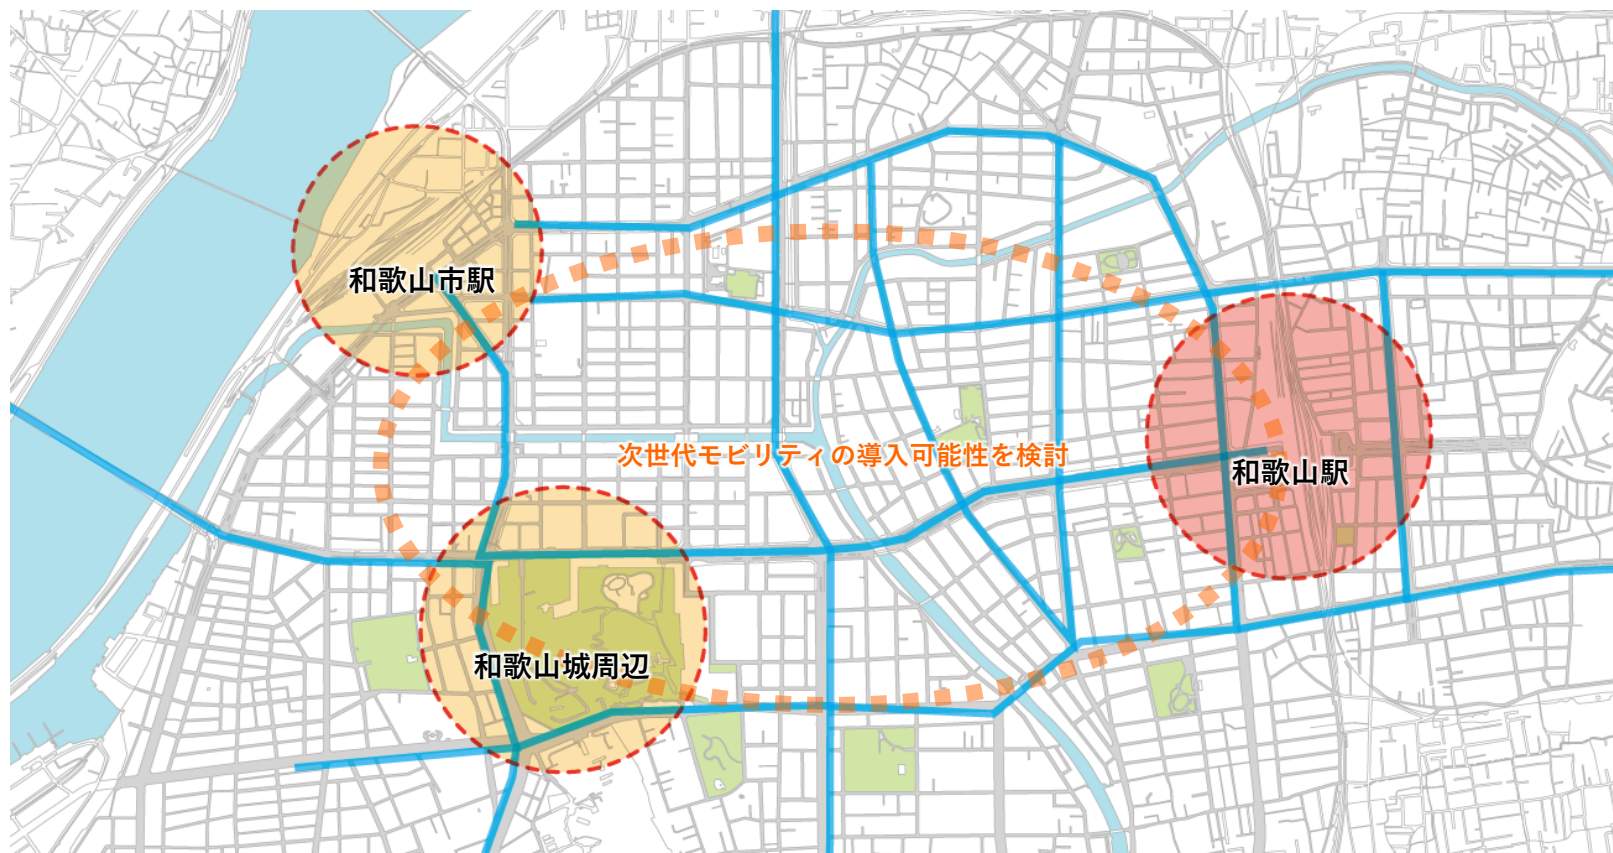 和歌山市駅
次世代モビリティの導入可能性を検討
和歌山駅
和歌山城周辺